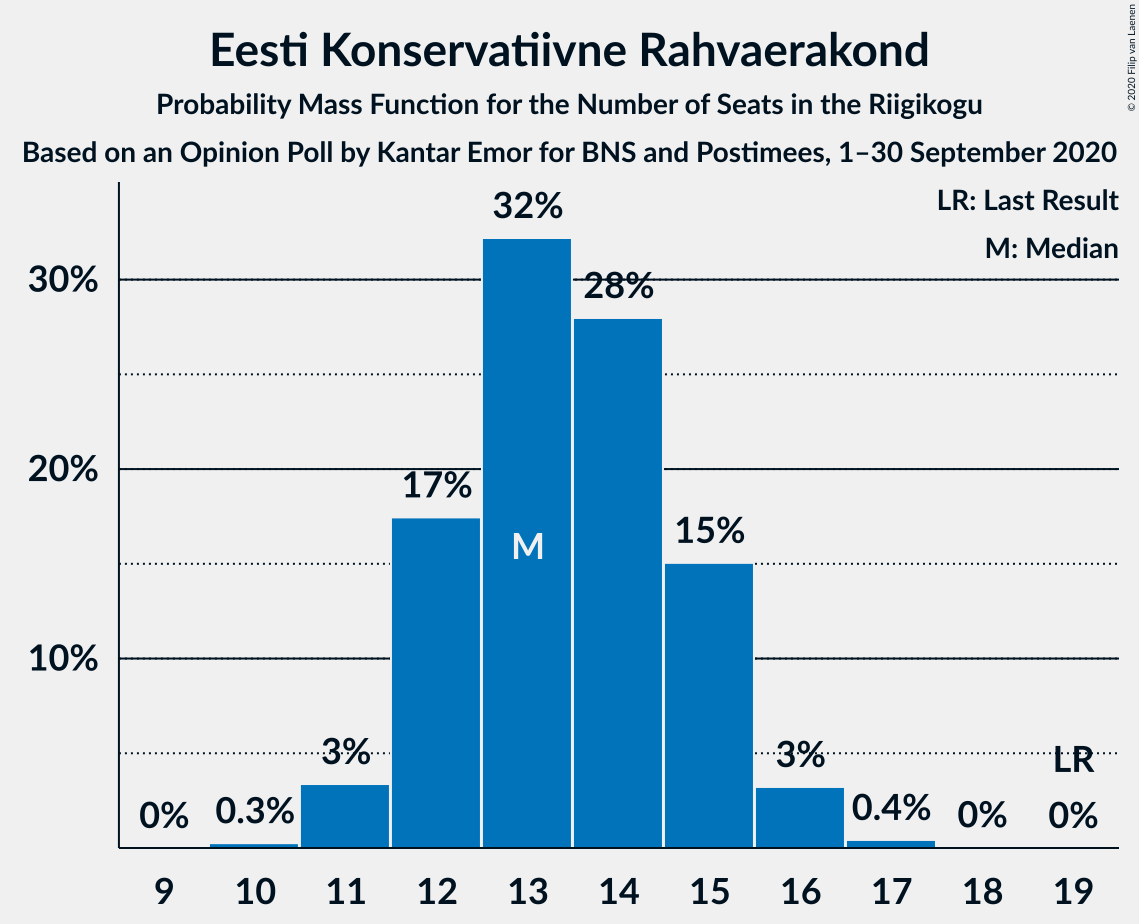 Eesti Konservatiivne Rahvaerakond
Probability Mass Function for the Number of Seats in the Riigikogu
Based on an Opinion Poll by Kantar Emor for BNS and Postimees, 1–30 September 2020
© 2020 Filip van Laenen
LR: Last Result
M: Median
30%
20%
10%
0%
0.3%
3%
17%
32%
M
28%
15%
3%
0.4%
0%
LR
0%
9 10 11 12 13 14 15 16 17 18 19